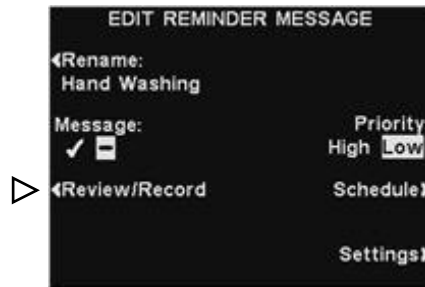 EDIT REMINDER MESSAGE
Rename:
Hand Washing
Message: Priority
High Low
Review/Record Schedule
Settings